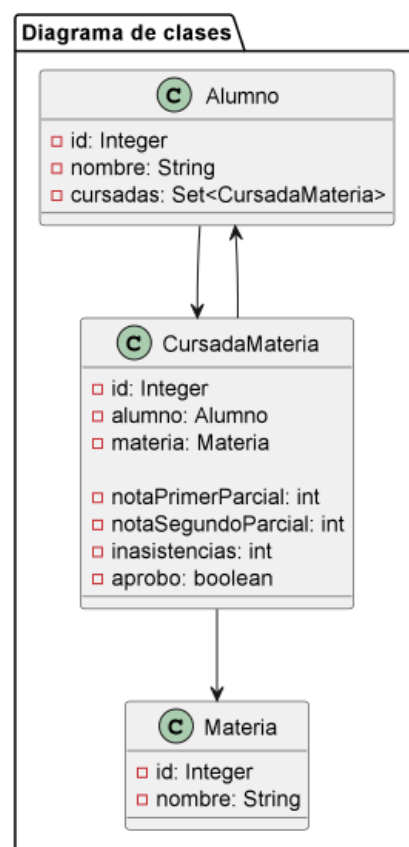 Diagrama de clases
C Alumno
id: Integer
nombre: String
cursadas: Set<CursadaMateria>
C CursadaMateria
id: Integer
alumno: Alumno
materia: Materia
notaPrimerParcial: int
notaSegundoParcial: int
inasistencias: int
aprobo: boolean
C Materia
id: Integer
nombre: String